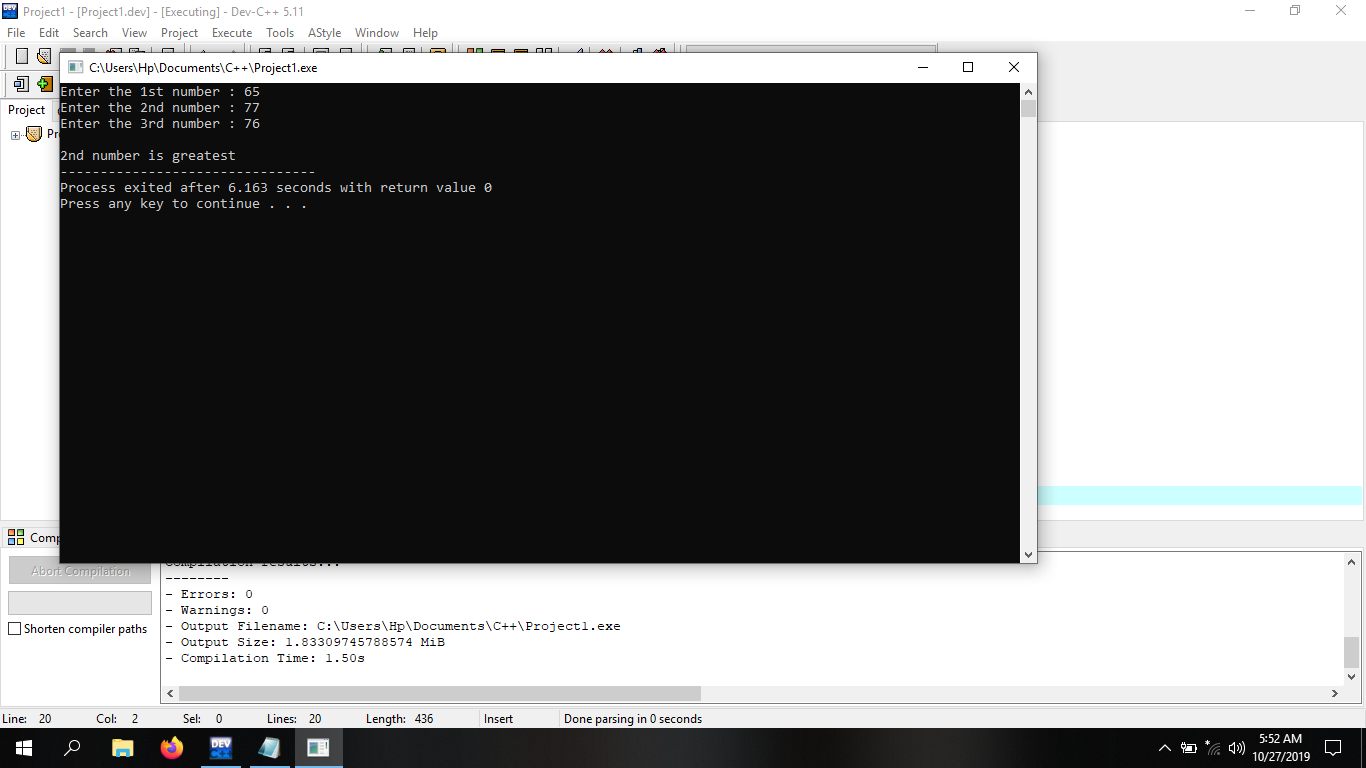 Project1 - [Project1.dev] - [Executing] - Dev-C++ 5.11
File Edit Search View Project Execute Tools AStyle Window Help
C:\Users\Hp\Documents\C++\Project1.exe
Enter the 1st number : 65
Enter the 2nd number : 77
Enter the 3rd number : 76
2nd number is greatest
--------------------------------
Process exited after 6.163 seconds with return value 0
Press any key to continue . . .
Project
Abort Compilation
Shorten compiler paths
Compilation results...
--------
- Errors: 0
- Warnings: 0
- Output Filename: C:\Users\Hp\Documents\C++\Project1.exe
- Output Size: 1.83309745788574 MiB
- Compilation Time: 1.50s
Line: 20 Col: 2 Sel: 0 Lines: 20 Length: 436 Insert Done parsing in 0 seconds
DEV C++
5:52 AM
10/27/2019